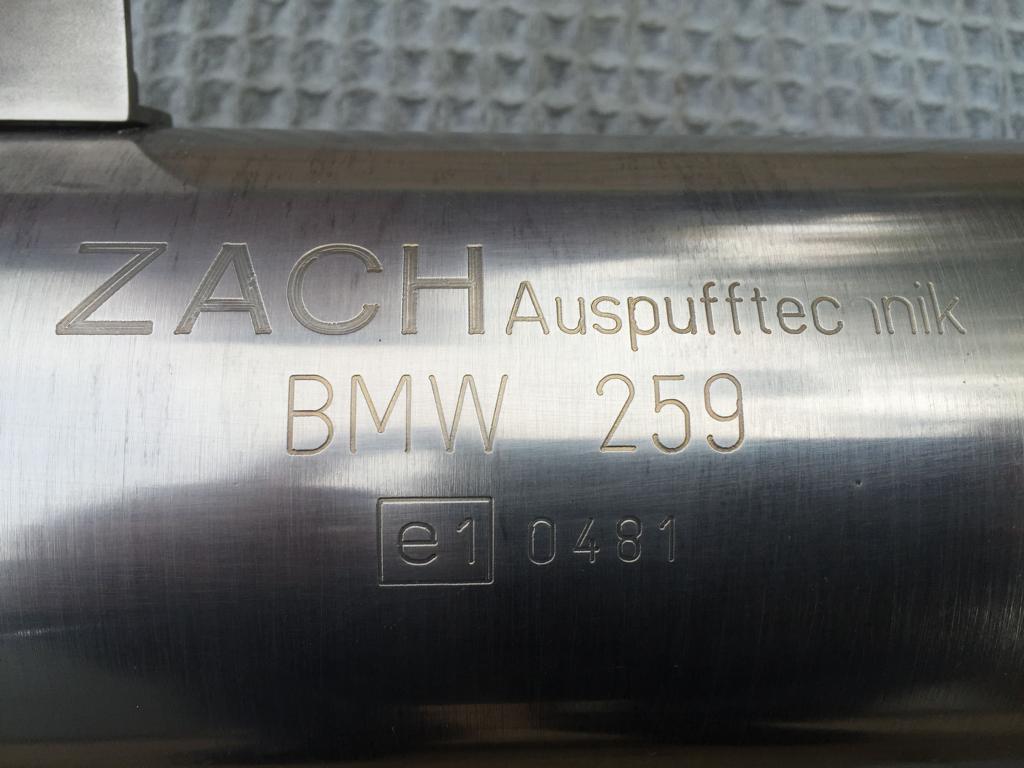 ZACH Auspufftechnik
BMW 259
e1 0481